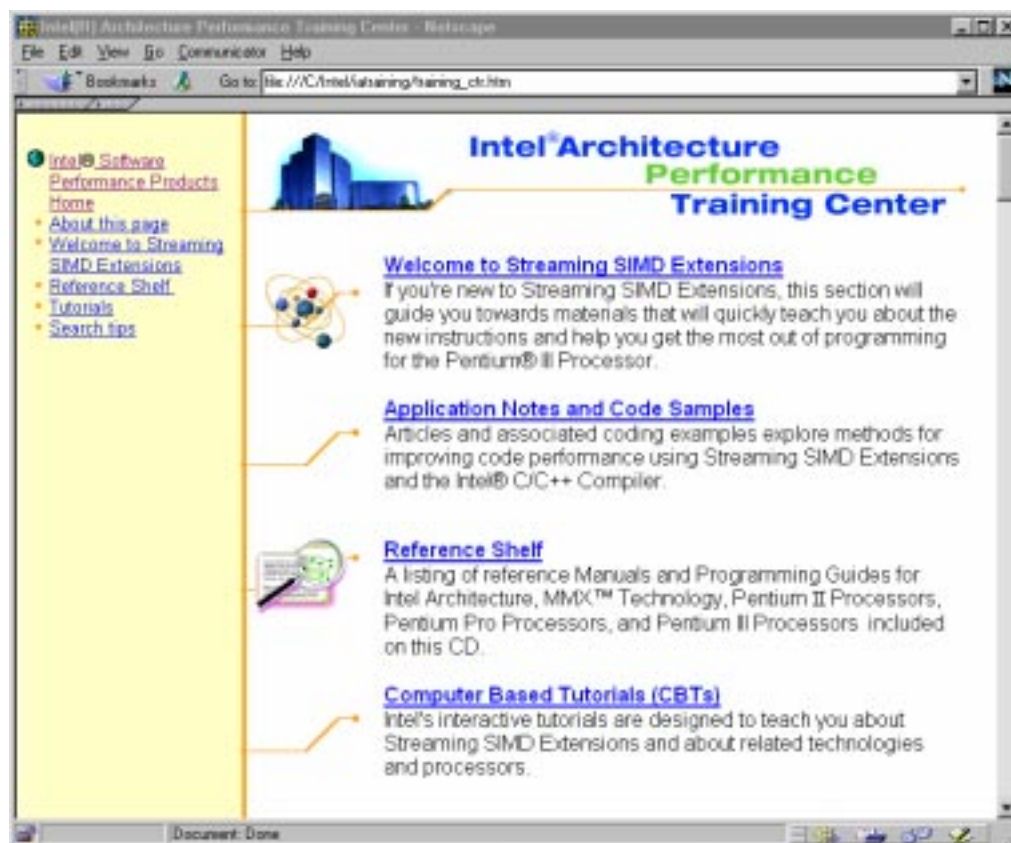 Intel(R) Architecture Performance Training Center - Netscape
File Edit View Go Communicator Help
Bookmarks Go to: file:///C/Intel/iatraining/training_ctr.htm
Intel® Software
Performance Products
Home
About this page
Welcome to Streaming
SIMD Extensions
Reference Shelf
Tutorials
Search tips
Intel® Architecture
Performance
Training Center
Welcome to Streaming SIMD Extensions
If you're new to Streaming SIMD Extensions, this section will
guide you towards materials that will quickly teach you about the
new instructions and help you get the most out of programming
for the Pentium® III Processor.
Application Notes and Code Samples
Articles and associated coding examples explore methods for
improving code performance using Streaming SIMD Extensions
and the Intel® C/C++ Compiler.
Reference Shelf
A listing of reference Manuals and Programming Guides for
Intel Architecture, MMX™ Technology, Pentium II Processors,
Pentium Pro Processors, and Pentium III Processors included
on this CD.
Computer Based Tutorials (CBTs)
Intel's interactive tutorials are designed to teach you about
Streaming SIMD Extensions and about related technologies
and processors.
Document: Done